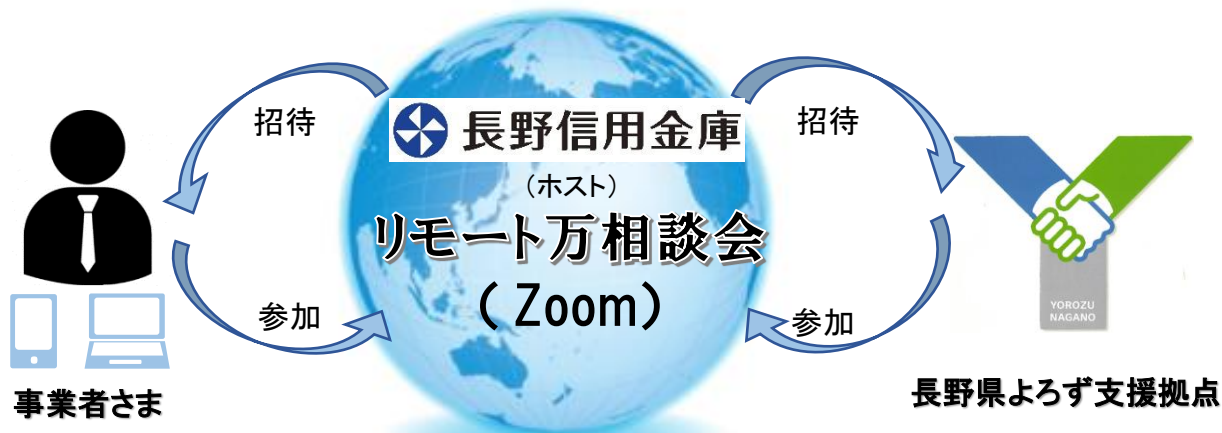 長野信用金庫
招待
招待
（ホスト）
リモート万相談会
（Zoom）
YOROZU
NAGANO
参加
参加
事業者さま
長野県よろず支援拠点